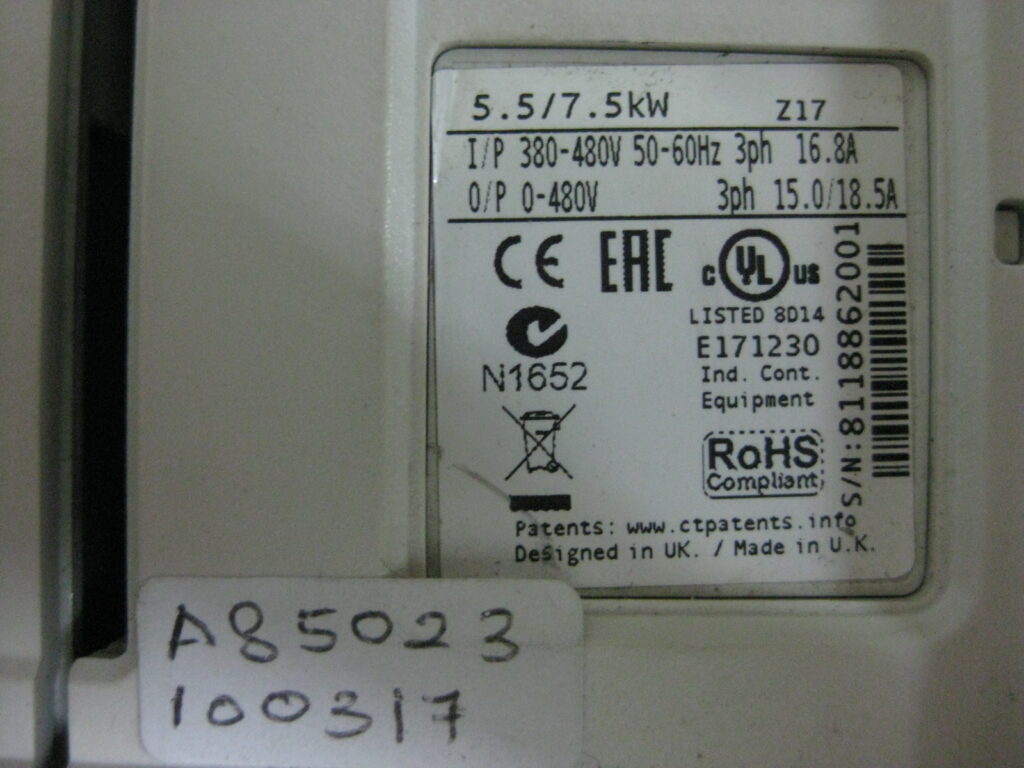 5.5/7.5kW Z17
I/P 380-480V 50-60Hz 3ph 16.8A
O/P 0-480V 3ph 15.0/18.5A
CE EAC c UL us
LISTED 8D14
E171230
Ind. Cont.
Equipment
N1652
RoHS
Compliant
S/N:8118862001
Patents: www.ctpatents.info
Designed in UK. / Made in U.K.
A85023
100317